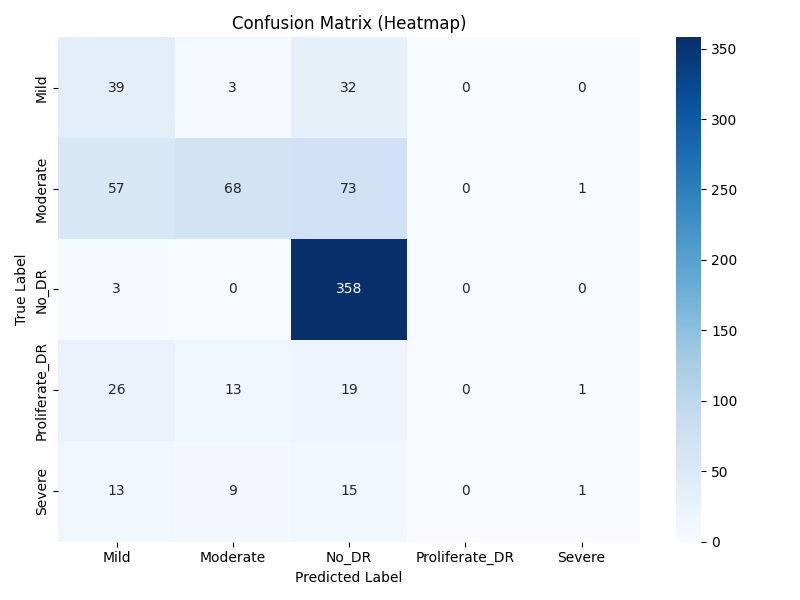 Confusion Matrix (Heatmap)
True Label
Mild 39 3 32 0 0
Moderate 57 68 73 0 1
No_DR 3 0 358 0 0
Proliferate_DR 26 13 19 0 1
Severe 13 9 15 0 1
Mild Moderate No_DR Proliferate_DR Severe
Predicted Label
350
300
250
200
150
100
50
0